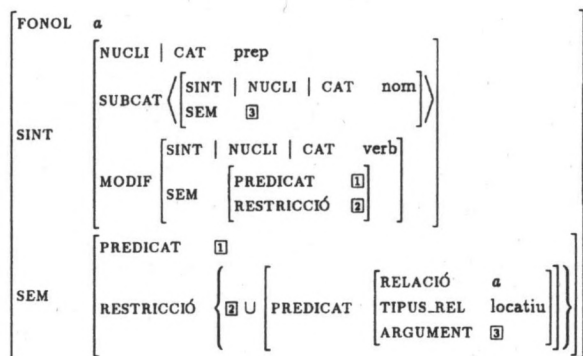 FONOL a
NUCLI | CAT prep
SUBCAT ⟨ SINT | NUCLI | CAT nom
SEM 3 ⟩
SINT
MODIF SINT | NUCLI | CAT verb
SEM PREDICAT 1
RESTRICCIÓ 2
SEM PREDICAT 1
RESTRICCIÓ { 2 ∪ PREDICAT RELACIÓ a
TIPUS_REL locatiu
ARGUMENT 3 }